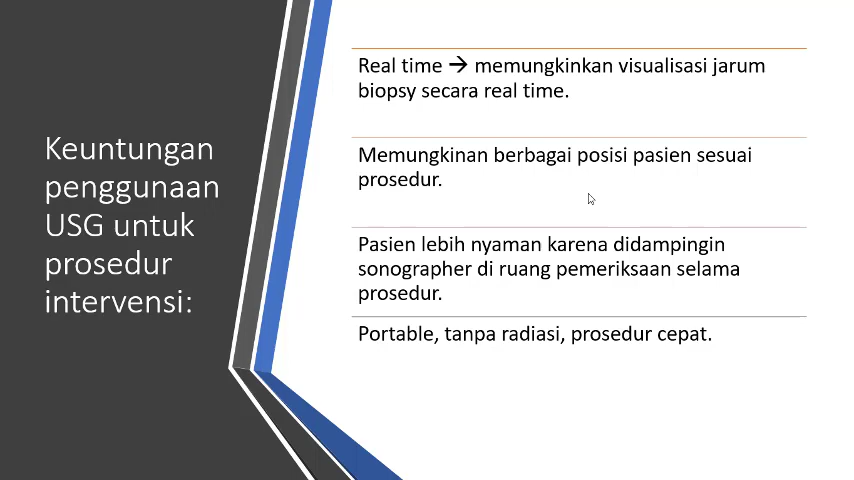 Keuntungan
penggunaan
USG untuk
prosedur
intervensi:
Real time → memungkinkan visualisasi jarum
biopsy secara real time.
Memungkinan berbagai posisi pasien sesuai
prosedur.
Pasien lebih nyaman karena didampingin
sonographer di ruang pemeriksaan selama
prosedur.
Portable, tanpa radiasi, prosedur cepat.